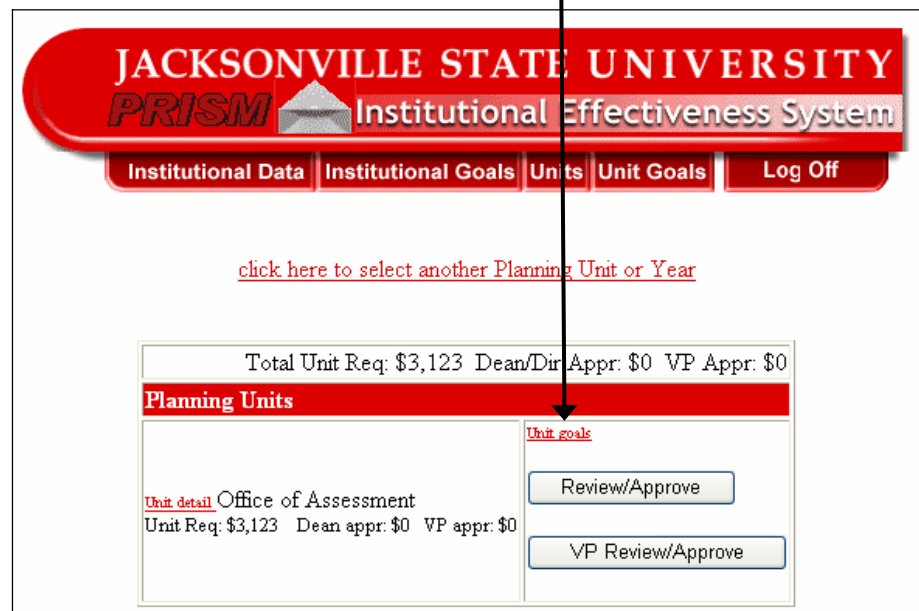 JACKSONVILLE STATE UNIVERSITY
PRISM Institutional Effectiveness System
Institutional Data Institutional Goals Units Unit Goals Log Off
click here to select another Planning Unit or Year
Total Unit Req: $3,123 Dean/Dir Appr: $0 VP Appr: $0
Planning Units
Unit goals
Review/Approve
Unit detail Office of Assessment
Unit Req: $3,123 Dean appr: $0 VP appr: $0
VP Review/Approve